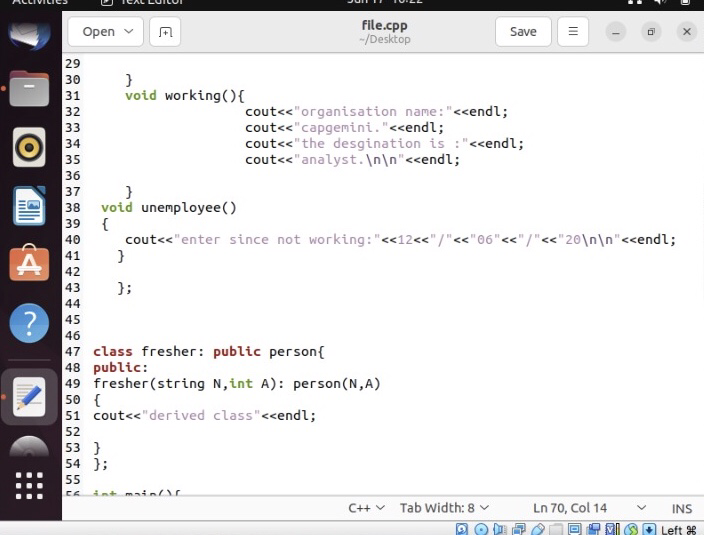 Activities Text Editor Jun 17 16:22
Open file.cpp Save
~/Desktop
29
30 }
31 void working(){
32 cout<<"organisation name:"<<endl;
33 cout<<"capgemini."<<endl;
34 cout<<"the desgination is :"<<endl;
35 cout<<"analyst.\n\n"<<endl;
36
37 }
38 void unemployee()
39 {
40 cout<<"enter since not working:"<<12<<"/"<<"06"<<"/"<<"20\n\n"<<endl;
41 }
42
43 };
44
45
46
47 class fresher: public person{
48 public:
49 fresher(string N,int A): person(N,A)
50 {
51 cout<<"derived class"<<endl;
52
53 }
54 };
55
56 int main(){
C++ Tab Width: 8 Ln 70, Col 14 INS
Left ⌘